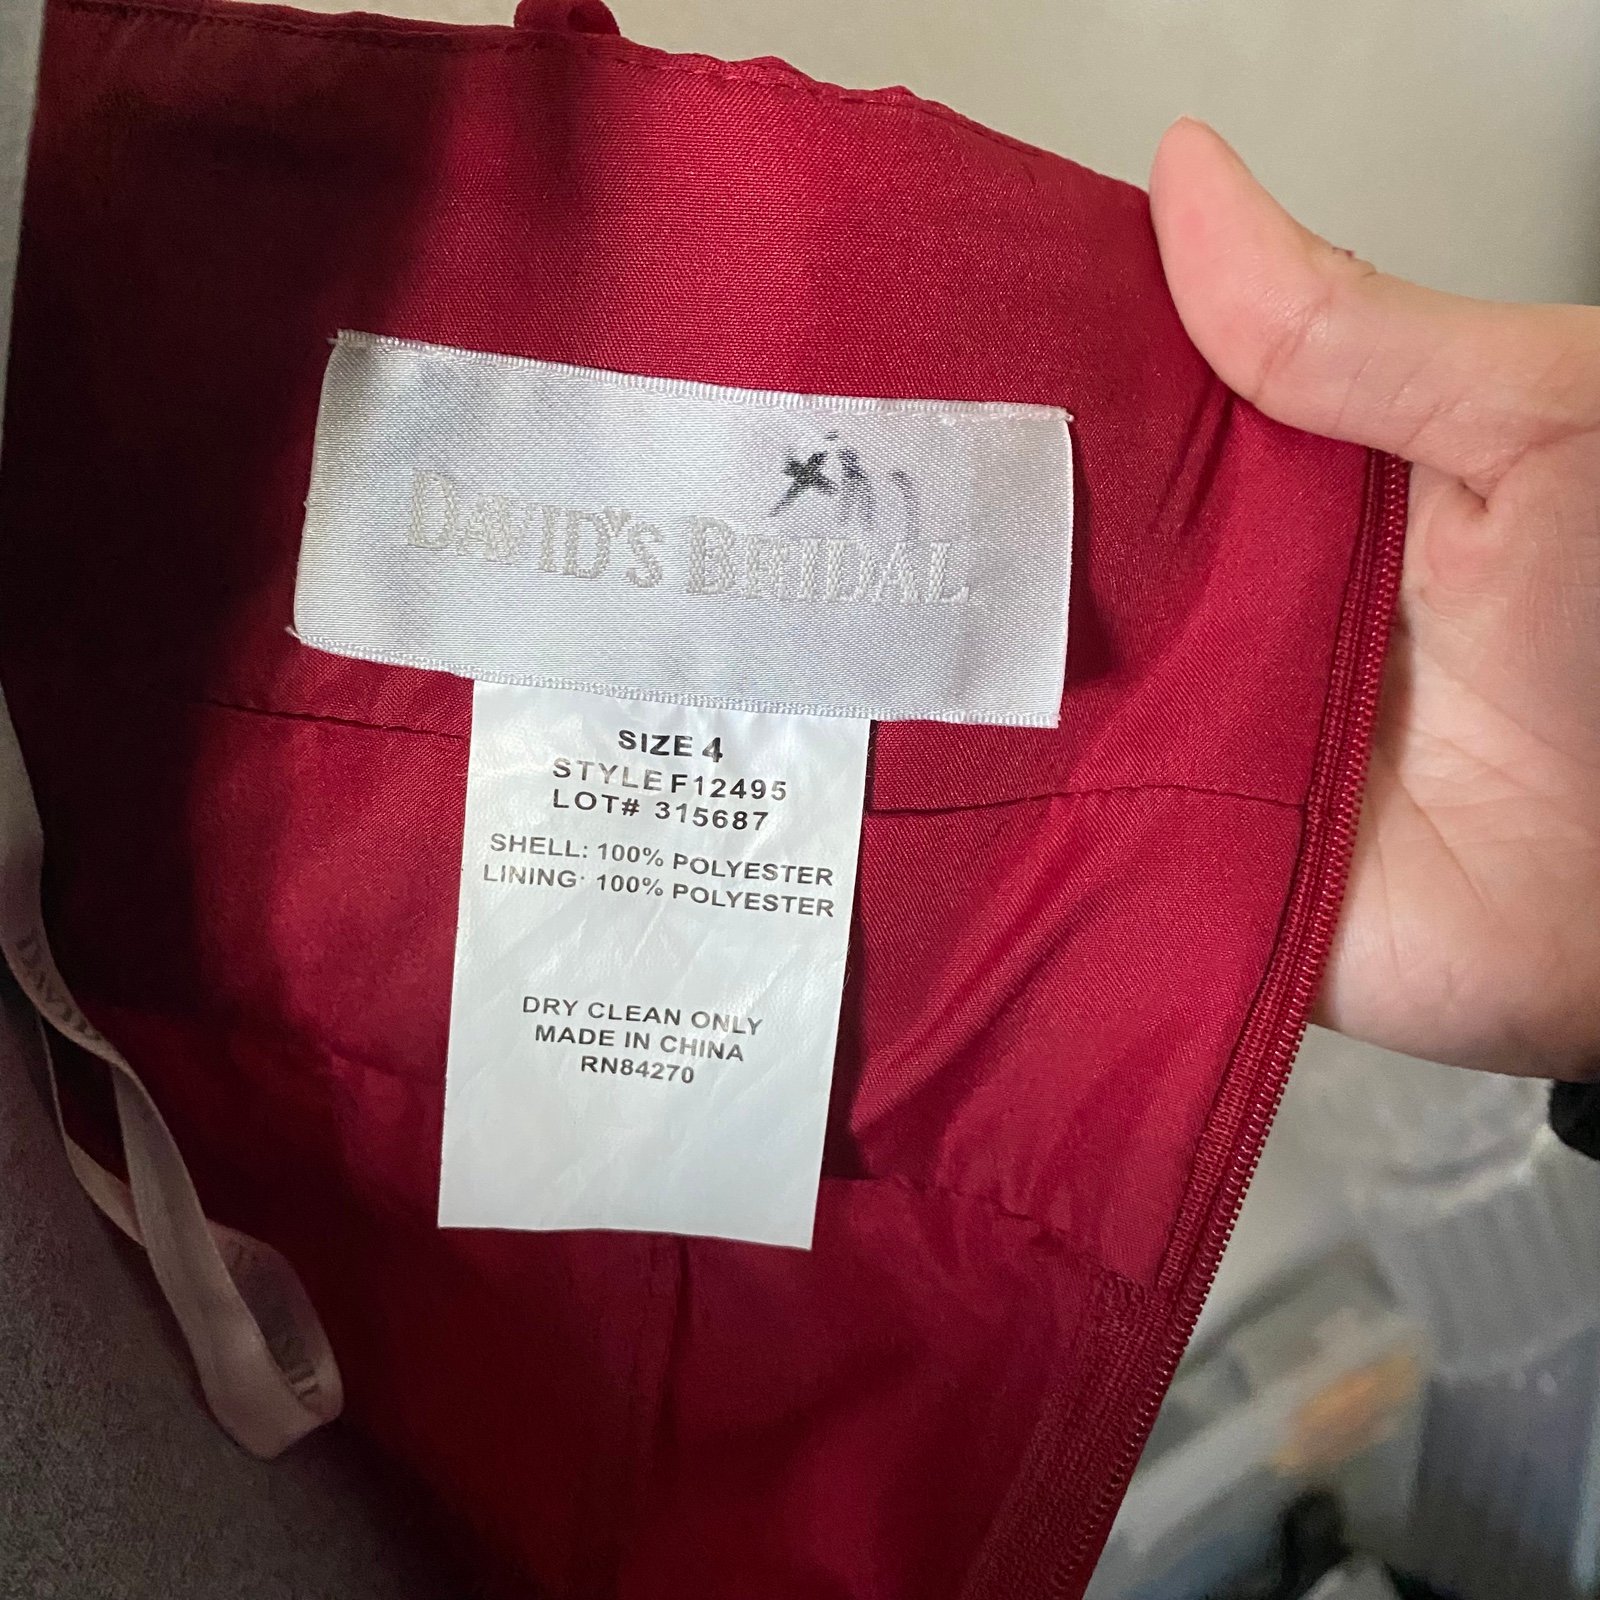 DAVID'S BRIDAL
SIZE 4
STYLE F12495
LOT# 315687
SHELL: 100% POLYESTER
LINING: 100% POLYESTER
DRY CLEAN ONLY
MADE IN CHINA
RN84270